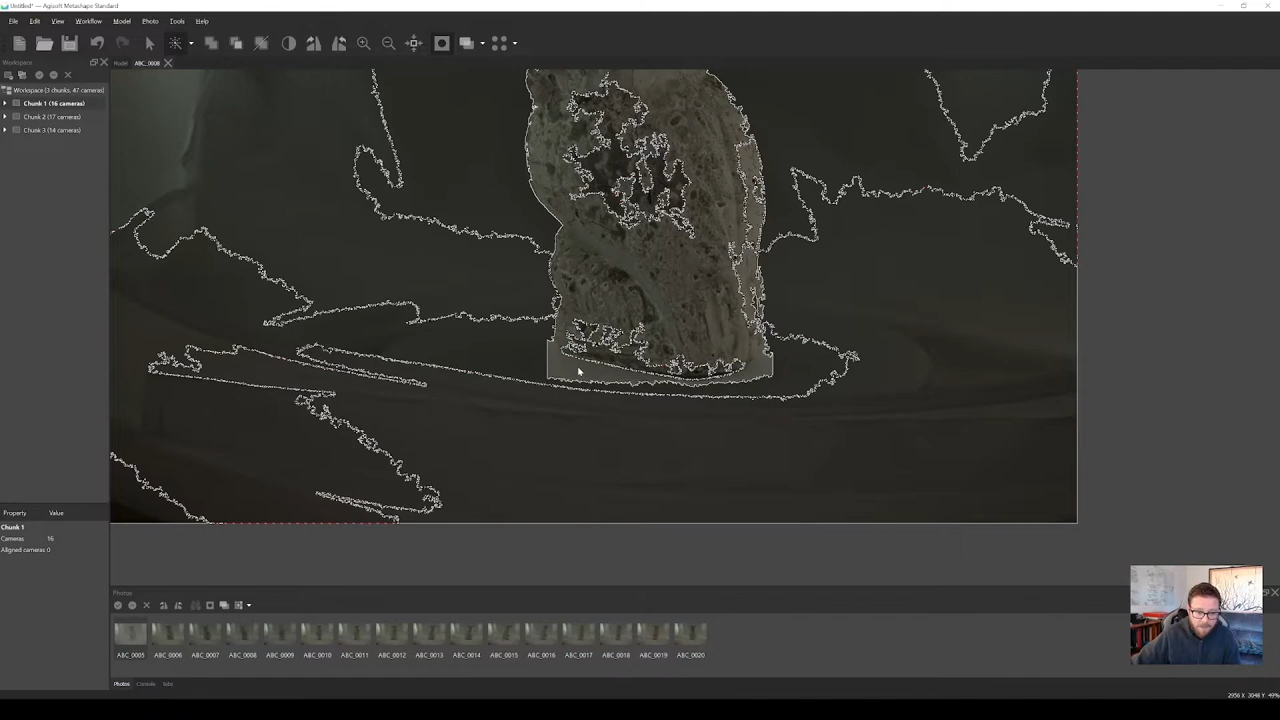 Untitled* — Agisoft Metashape Standard
File Edit View Workflow Model Photo Tools Help
Workspace
Model ABC_0008
Workspace (3 chunks, 47 cameras)
Chunk 1 (16 cameras)
Chunk 2 (17 cameras)
Chunk 3 (14 cameras)
Property Value
Chunk 1
Cameras 16
Aligned cameras 0
Photos
ABC_0005 ABC_0006 ABC_0007 ABC_0008 ABC_0009 ABC_0010 ABC_0011 ABC_0012 ABC_0013 ABC_0014 ABC_0015 ABC_0016 ABC_0017 ABC_0018 ABC_0019 ABC_0020
Photos Console Jobs
2956 X 3048 Y 49%